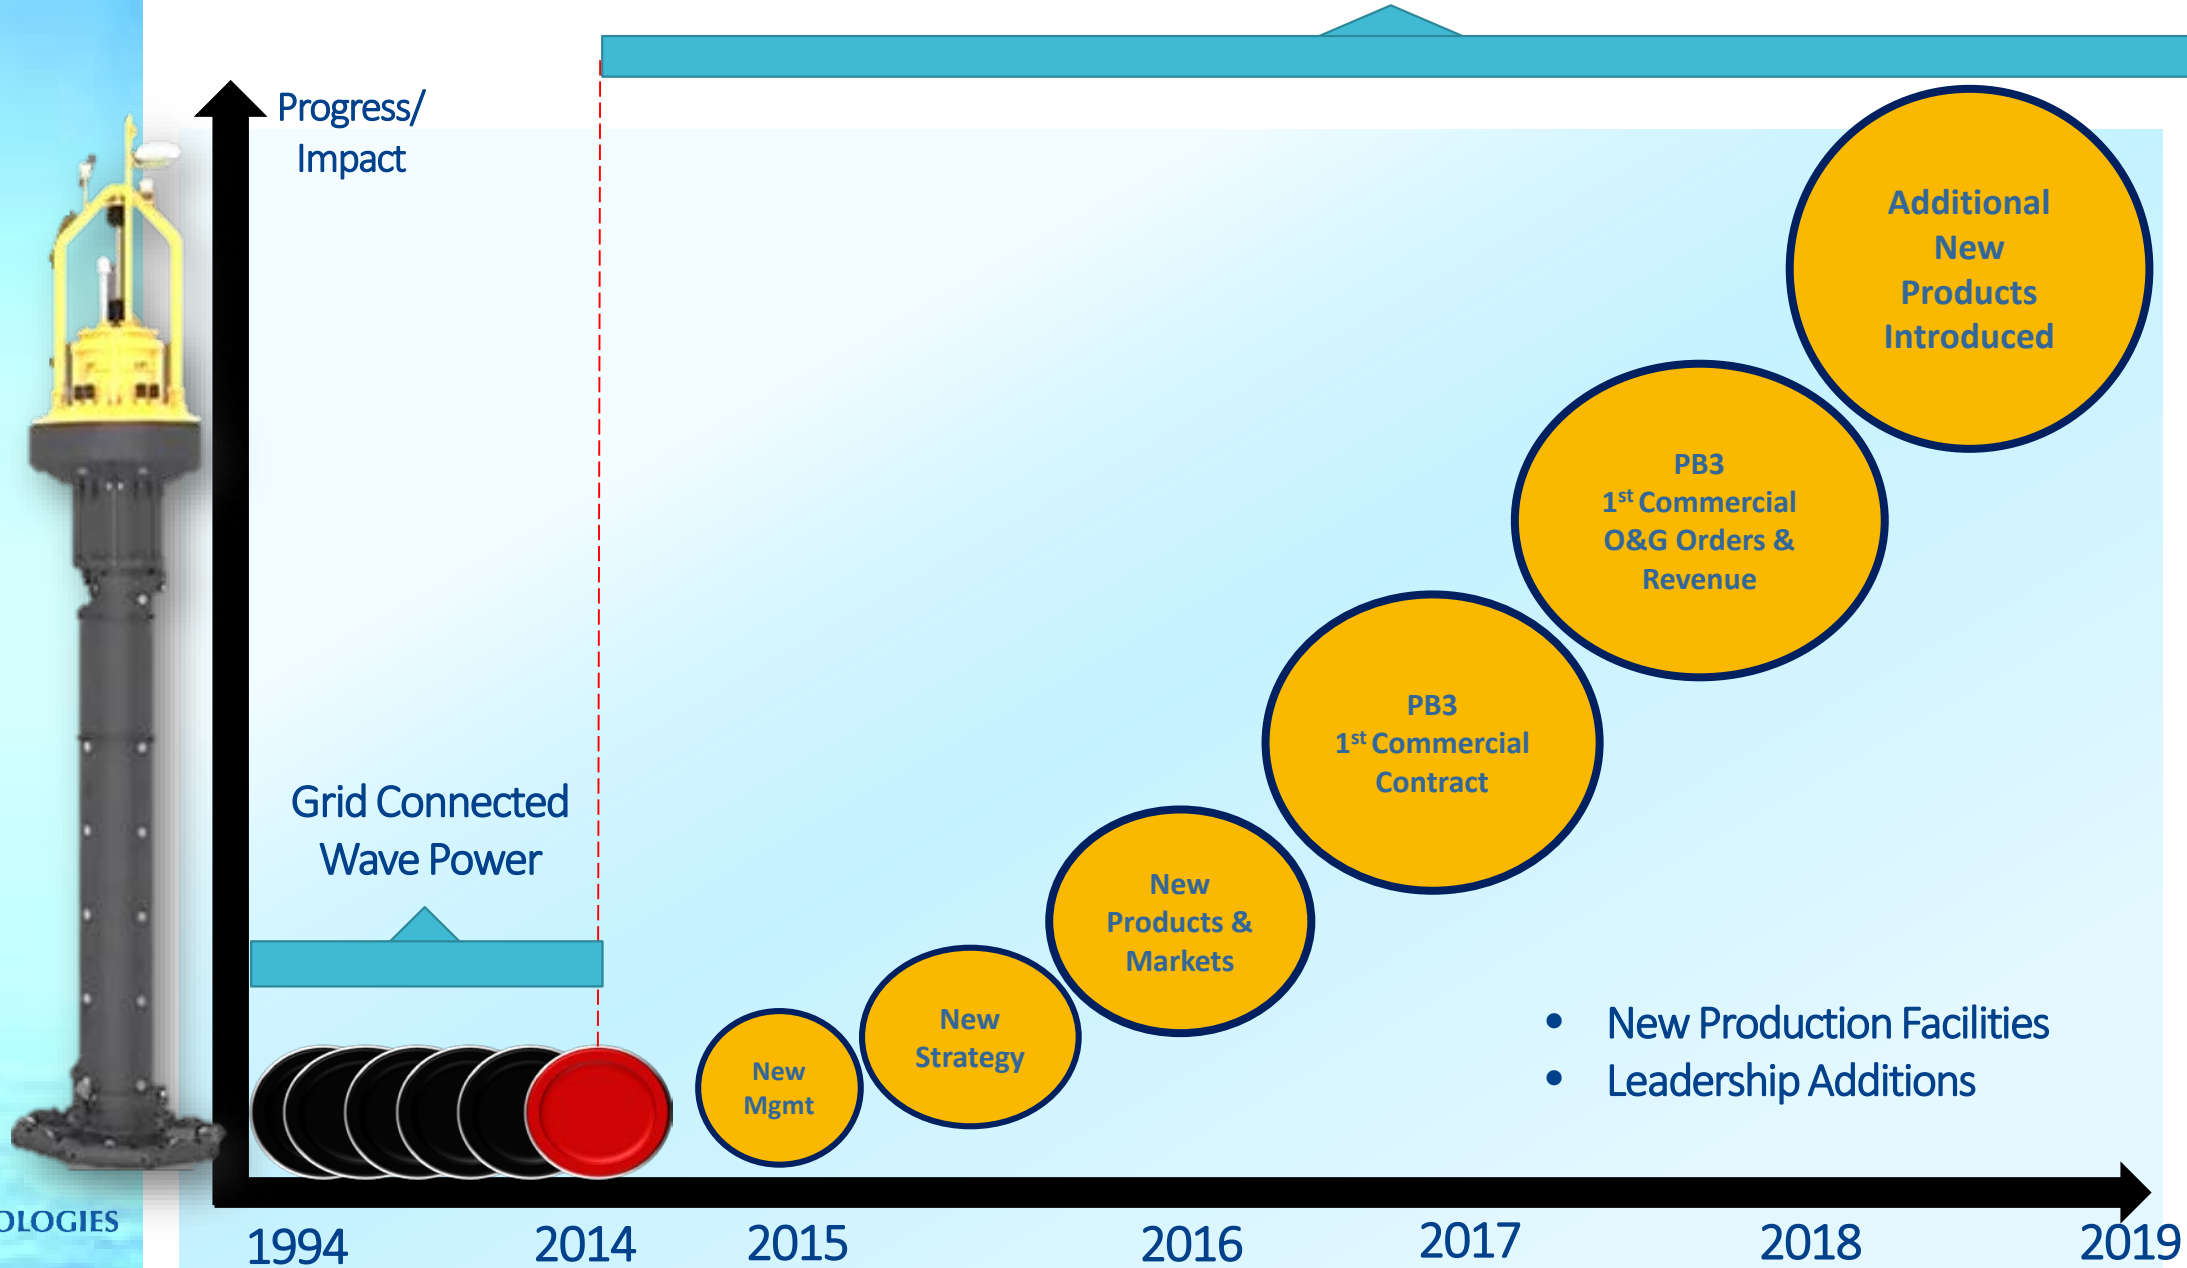 Progress/
Impact
Additional
New
Products
Introduced
PB3
1st Commercial
O&G Orders &
Revenue
PB3
1st Commercial
Contract
Grid Connected
Wave Power
New
Products &
Markets
New
Strategy
New
Mgmt
• New Production Facilities
• Leadership Additions
OLOGIES
1994 2014 2015 2016 2017 2018 2019